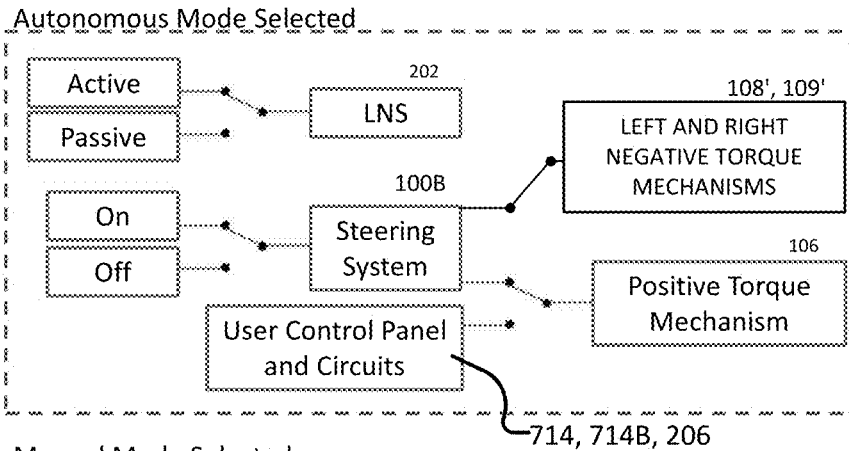 Autonomous Mode Selected
Active
Passive
202
LNS
108', 109'
LEFT AND RIGHT
NEGATIVE TORQUE
MECHANISMS
On
Off
100B
Steering
System
106
Positive Torque
Mechanism
User Control Panel
and Circuits
714, 714B, 206